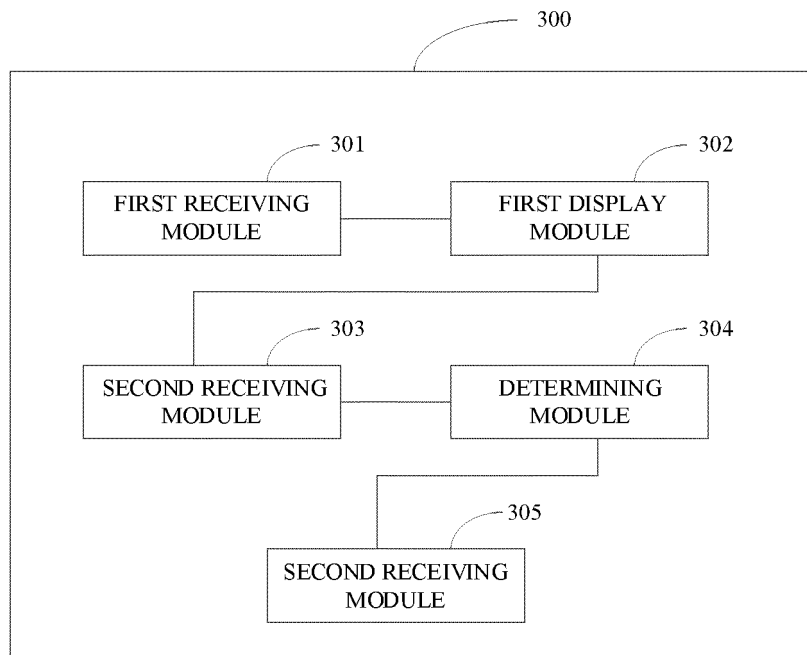 300
301
302
FIRST RECEIVING
MODULE
FIRST DISPLAY
MODULE
303
304
SECOND RECEIVING
MODULE
DETERMINING
MODULE
305
SECOND RECEIVING
MODULE